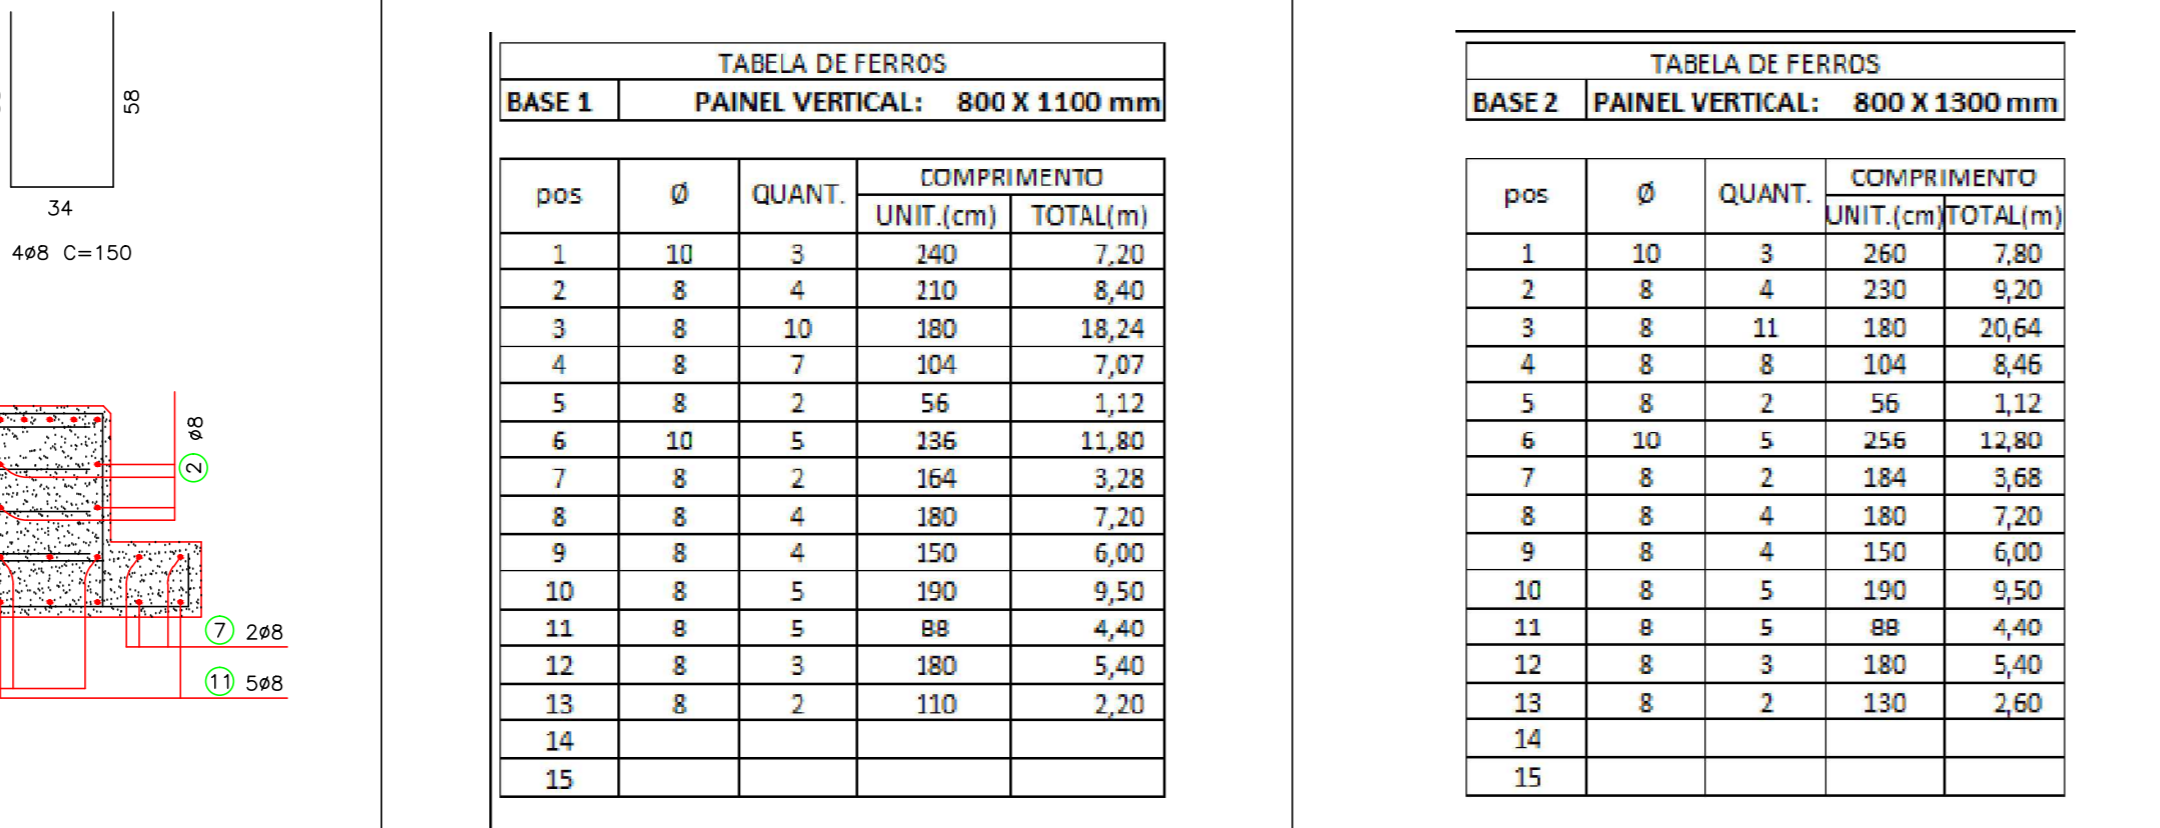 58
34
4ø8 C=150
ø8
2
7 2ø8
11 5ø8
TABELA DE FERROS
BASE 1 PAINEL VERTICAL: 800 X 1100 mm
pos Ø QUANT. COMPRIMENTO
UNIT.(cm) TOTAL(m)
1 10 3 240 7,20
2 8 4 210 8,40
3 8 10 180 18,24
4 8 7 104 7,07
5 8 2 56 1,12
6 10 5 236 11,80
7 8 2 164 3,28
8 8 4 180 7,20
9 8 4 150 6,00
10 8 5 190 9,50
11 8 5 88 4,40
12 8 3 180 5,40
13 8 2 110 2,20
14
15
TABELA DE FERROS
BASE 2 PAINEL VERTICAL: 800 X 1300 mm
pos Ø QUANT. COMPRIMENTO
UNIT.(cm) TOTAL(m)
1 10 3 260 7,80
2 8 4 230 9,20
3 8 11 180 20,64
4 8 8 104 8,46
5 8 2 56 1,12
6 10 5 256 12,80
7 8 2 184 3,68
8 8 4 180 7,20
9 8 4 150 6,00
10 8 5 190 9,50
11 8 5 88 4,40
12 8 3 180 5,40
13 8 2 130 2,60
14
15